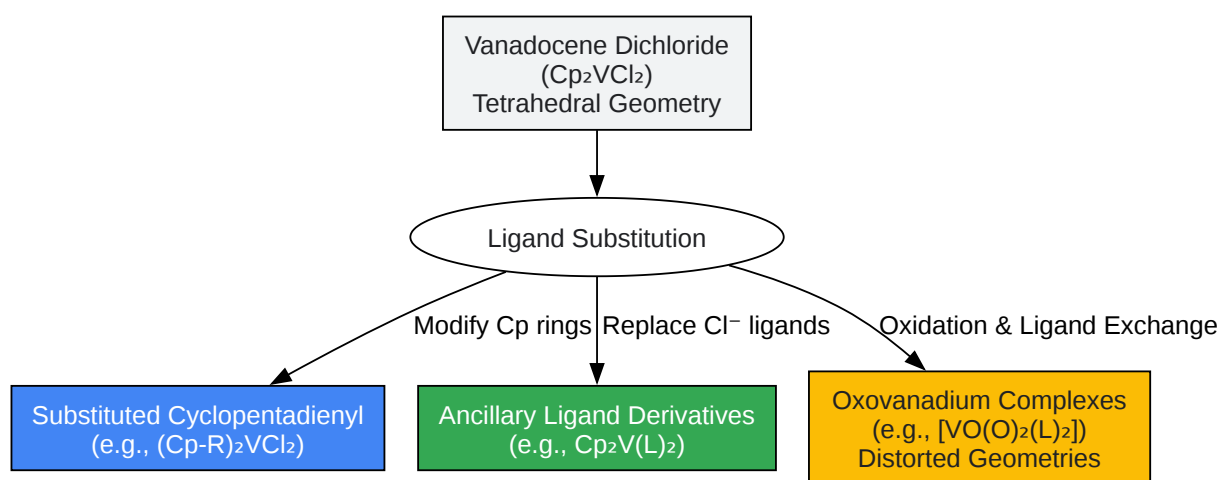 Vanadocene Dichloride
(Cp₂VCl₂)
Tetrahedral Geometry
Ligand Substitution
Modify Cp rings
Replace Cl⁻ ligands
Oxidation & Ligand Exchange
Substituted Cyclopentadienyl
(e.g., (Cp-R)₂VCl₂)
Ancillary Ligand Derivatives
(e.g., Cp₂V(L)₂)
Oxovanadium Complexes
(e.g., [VO(O)₂(L)₂])
Distorted Geometries